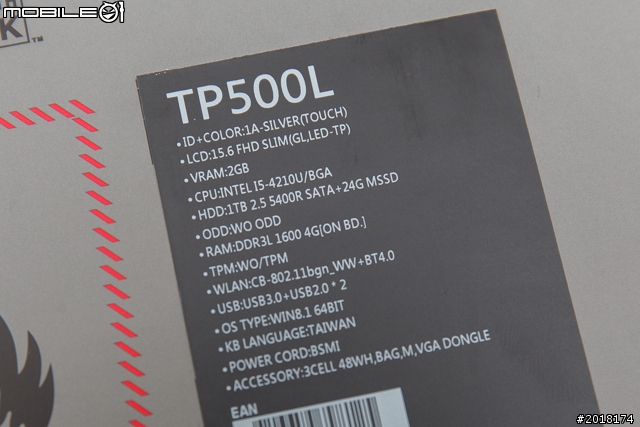 MOBILE01
K™
TP500L
•ID+COLOR:1A-SILVER(TOUCH)
•LCD:15.6 FHD SLIM(GL,LED-TP)
•VRAM:2GB
CPU:INTEL I5-4210U/BGA
•HDD:1TB 2.5 5400R SATA+24G MSSD
•ODD:WO ODD
RAM:DDR3L 1600 4G[ON BD.]
•TPM:WO/TPM
•WLAN:CB-802.11bgn_WW+BT4.0
•USB:USB3.0+USB2.0 * 2
•OS TYPE:WIN8.1 64BIT
•KB LANGUAGE:TAIWAN
•POWER CORD:BSMI
•ACCESSORY:3CELL 48WH,BAG,M,VGA DONGLE
EAN
#2018174